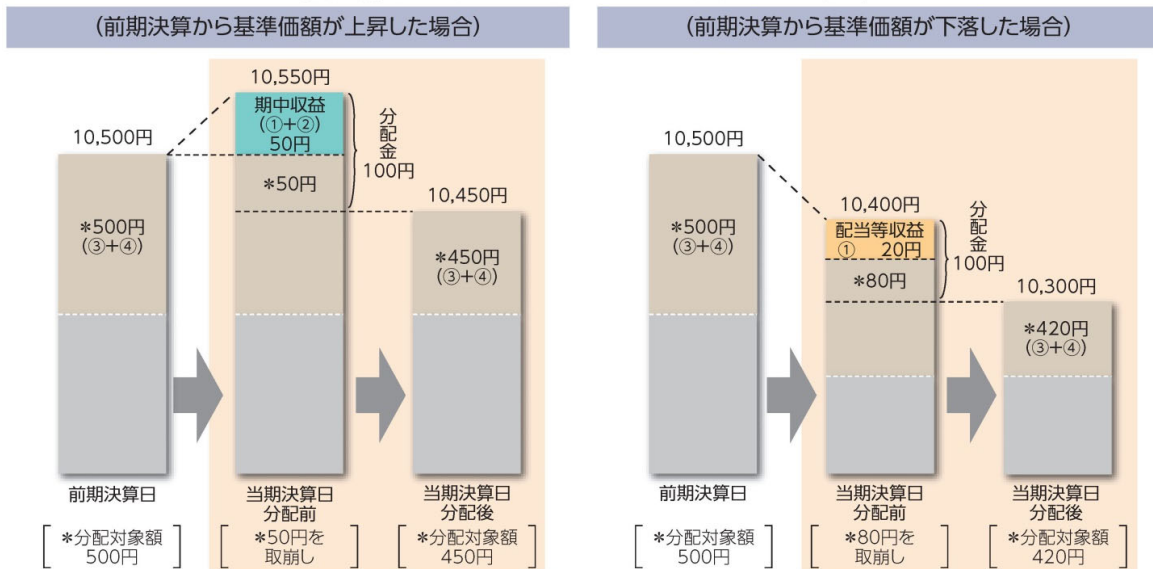 (前期決算から基準価額が上昇した場合)
10,500円
*500円
(③+④)
10,550円
期中収益
(①+②)
50円
*50円
分配金
100円
10,450円
*450円
(③+④)
前期決算日
当期決算日
分配前
当期決算日
分配後
*分配対象額
500円
*50円を
取崩し
*分配対象額
450円
(前期決算から基準価額が下落した場合)
10,500円
*500円
(③+④)
10,400円
配当等収益
① 20円
*80円
分配金
100円
10,300円
*420円
(③+④)
前期決算日
当期決算日
分配前
当期決算日
分配後
*分配対象額
500円
*80円を
取崩し
*分配対象額
420円